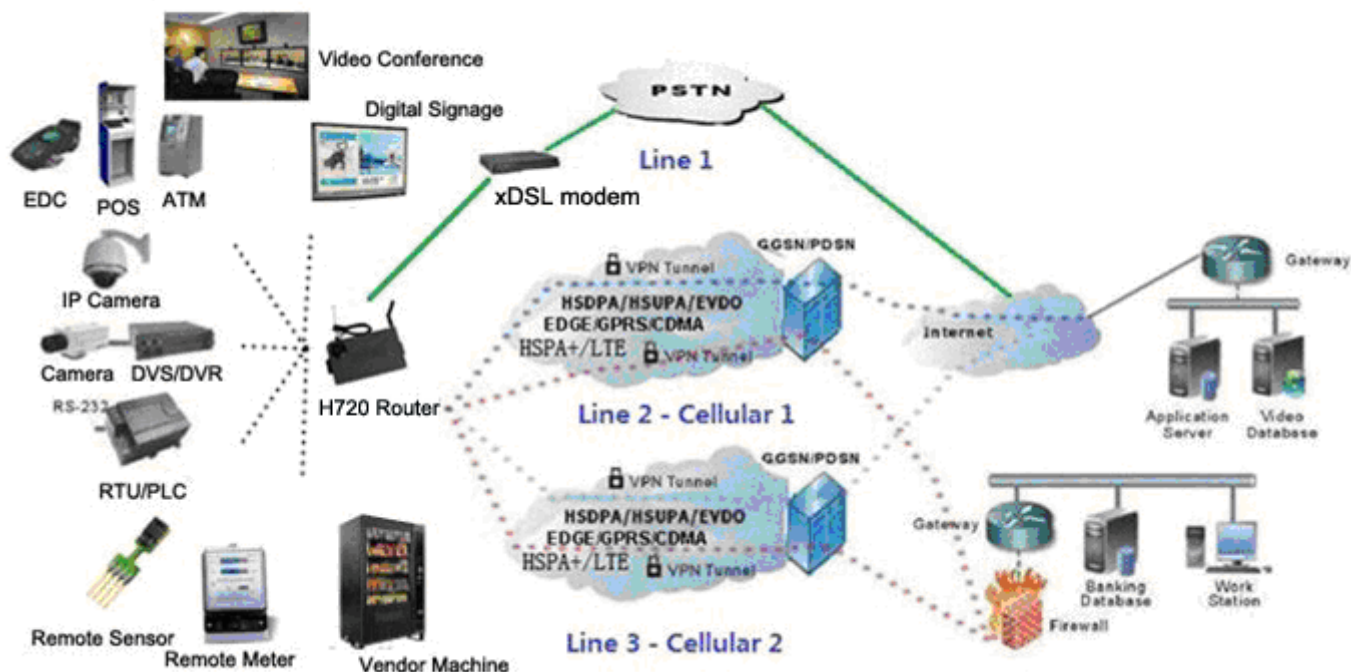 Video Conference
Digital Signage
EDC
POS
ATM
PSTN
Line 1
xDSL modem
IP Camera
Camera
DVS/DVR
RS-232
RTU/PLC
H720 Router
GGSN/PDSN
VPN Tunnel
HSDPA/HSUPA/EVDO
EDGE/GPRS/CDMA
HSPA+/LTE
VPN Tunnel
Line 2 - Cellular 1
Internet
Gateway
Application
Server
Video
Database
GGSN/PDSN
VPN Tunnel
HSDPA/HSUPA/EVDO
EDGE/GPRS/CDMA
HSPA+/LTE
VPN Tunnel
Line 3 - Cellular 2
Gateway
Banking
Database
Work
Station
Firewall
Remote Sensor
Remote Meter
Vendor Machine